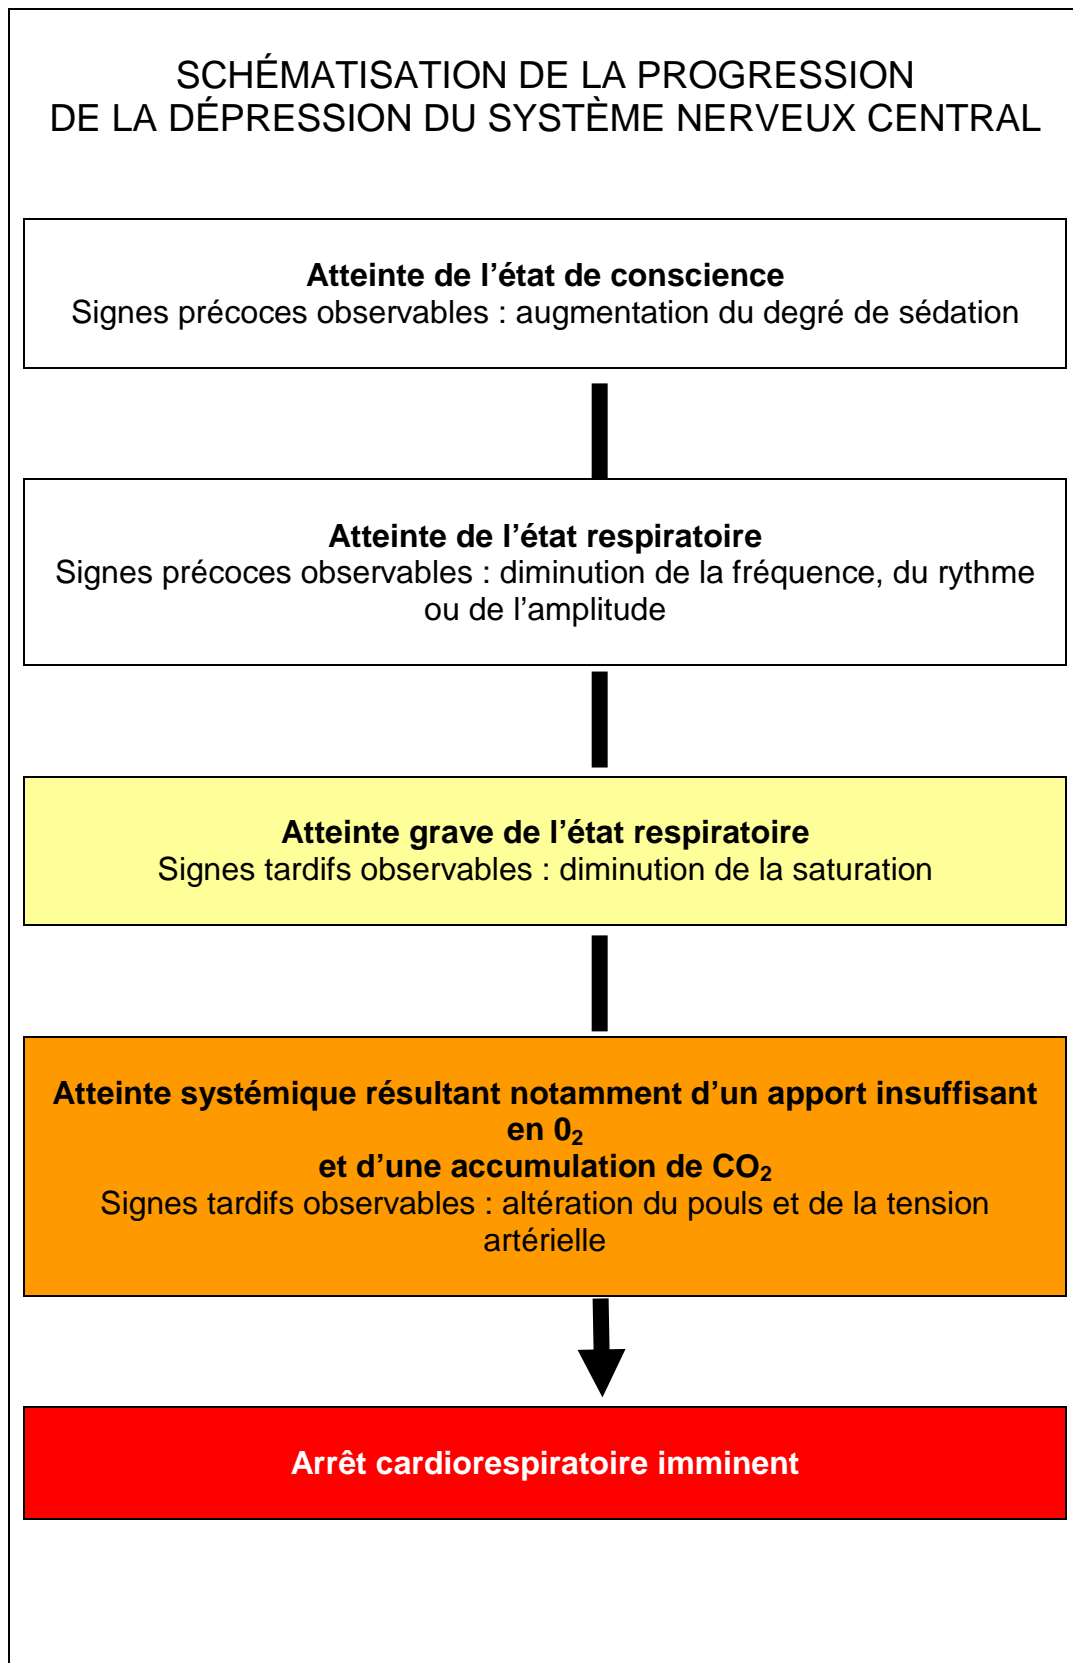 SCHÉMATISATION DE LA PROGRESSION
DE LA DÉPRESSION DU SYSTÈME NERVEUX CENTRAL
Atteinte de l’état de conscience
Signes précoces observables : augmentation du degré de sédation
Atteinte de l’état respiratoire
Signes précoces observables : diminution de la fréquence, du rythme
ou de l’amplitude
Atteinte grave de l’état respiratoire
Signes tardifs observables : diminution de la saturation
Atteinte systémique résultant notamment d’un apport insuffisant
en 0₂
et d’une accumulation de CO₂
Signes tardifs observables : altération du pouls et de la tension
artérielle
Arrêt cardiorespiratoire imminent